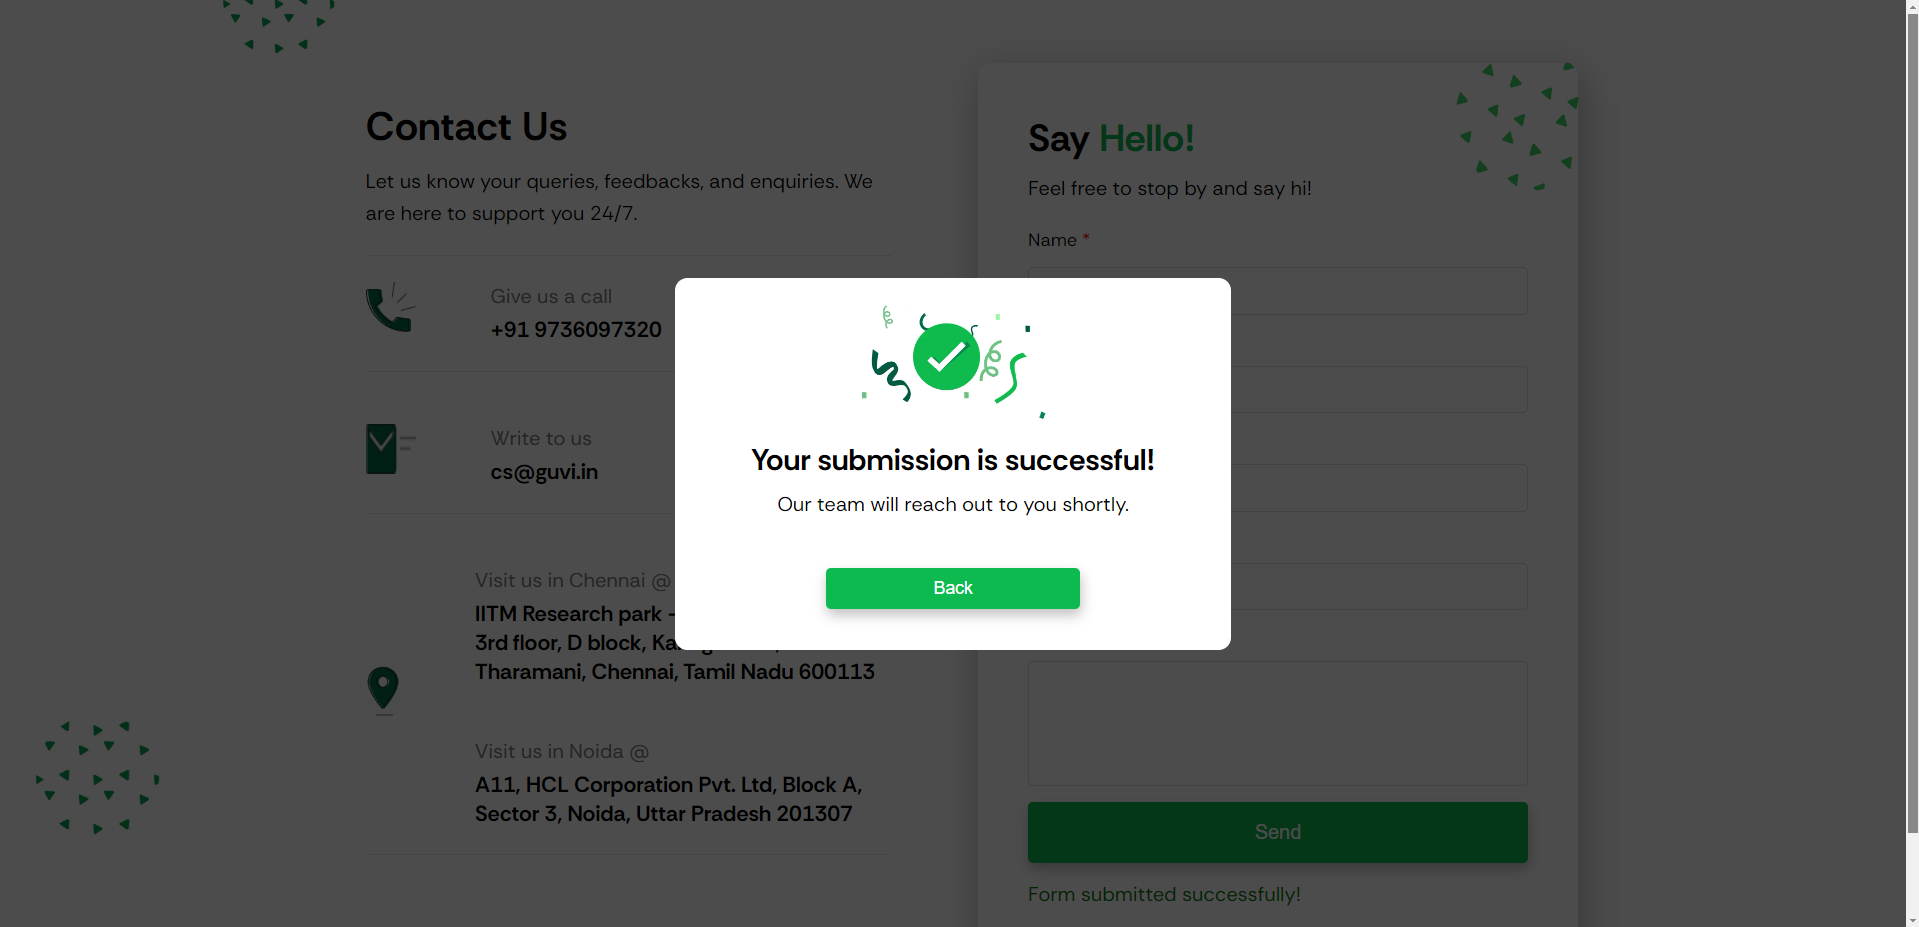 Contact Us
Let us know your queries, feedbacks, and enquiries. We
are here to support you 24/7.
Give us a call
+91 9736097320
Write to us
cs@guvi.in
Visit us in Chennai @
IITM Research park -
3rd floor, D block,
Tharamani, Chennai, Tamil Nadu 600113
Visit us in Noida @
A11, HCL Corporation Pvt. Ltd, Block A,
Sector 3, Noida, Uttar Pradesh 201307
Say Hello!
Feel free to stop by and say hi!
Name *
Send
Form submitted successfully!
Your submission is successful!
Our team will reach out to you shortly.
Back